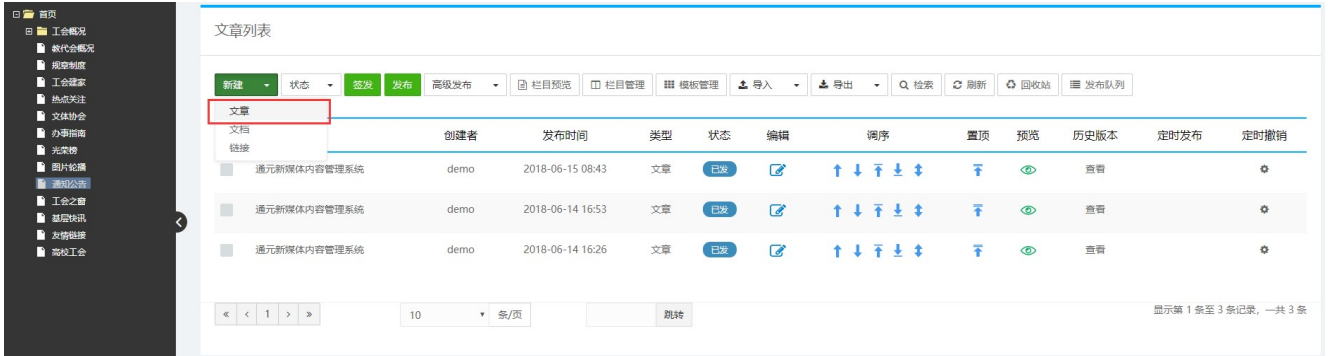 首页
工会概况
教代会概况
规章制度
工会建家
热点关注
文体协会
办事指南
光荣榜
图片轮播
通知公告
工会之窗
基层快讯
友情链接
高校工会
文章列表
新建 状态 签发 发布 高级发布 栏目预览 栏目管理 模板管理 导入 导出 检索 刷新 回收站 发布队列
文章
文档
链接
创建者 发布时间 类型 状态 编辑 调序 置顶 预览 历史版本 定时发布 定时撤销
通元新媒体内容管理系统 demo 2018-06-15 08:43 文章 已发 查看
通元新媒体内容管理系统 demo 2018-06-14 16:53 文章 已发 查看
通元新媒体内容管理系统 demo 2018-06-14 16:26 文章 已发 查看
« < 1 > » 10 条/页 跳转 显示第 1 条至 3 条记录，一共 3 条